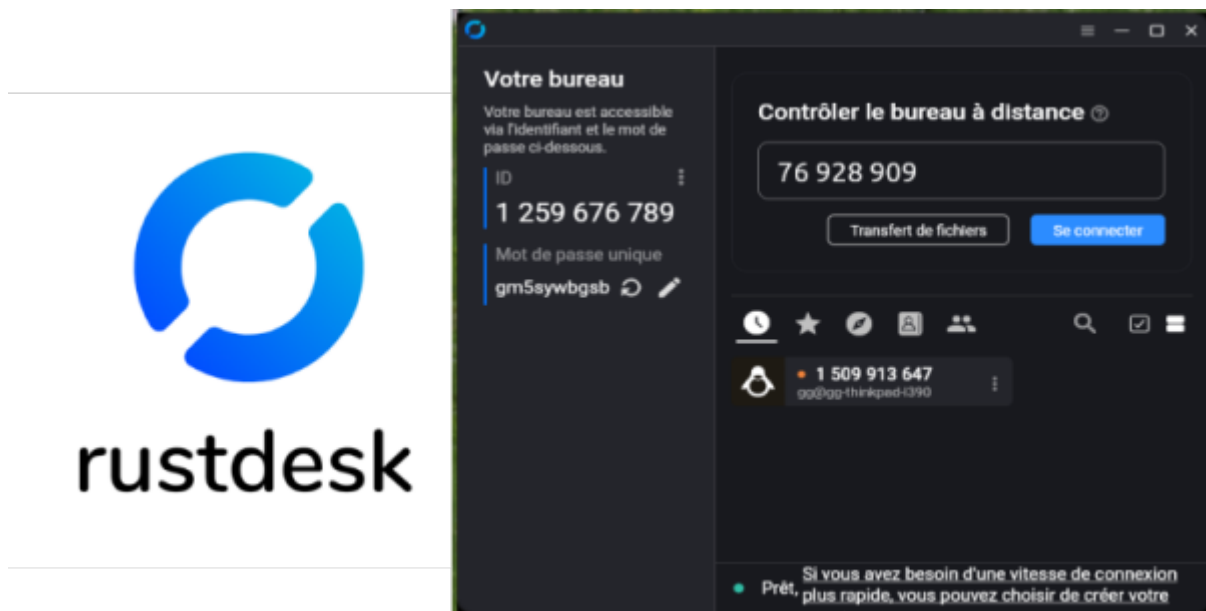 rustdesk
Votre bureau
Votre bureau est accessible
via l'identifiant et le mot de
passe ci-dessous.
ID
1 259 676 789
Mot de passe unique
gm5sywbgsb
Contrôler le bureau à distance
76 928 909
Transfert de fichiers
Se connecter
1 509 913 647
gg@gg-thinkpad-l390
Prêt, Si vous avez besoin d'une vitesse de connexion
plus rapide, vous pouvez choisir de créer votre